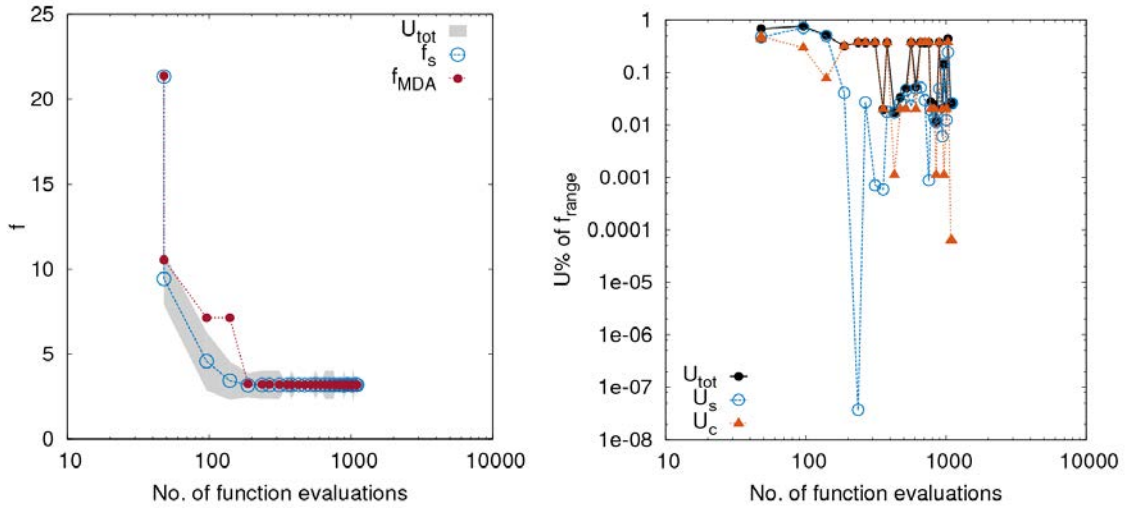 25
20
15
10
5
0
10
100
1000
10000
f
No. of function evaluations
U_tot
f_s
f_MDA
1
0.1
0.01
0.001
0.0001
1e-05
1e-06
1e-07
1e-08
10
100
1000
10000
U% of f_range
No. of function evaluations
U_tot
U_s
U_c